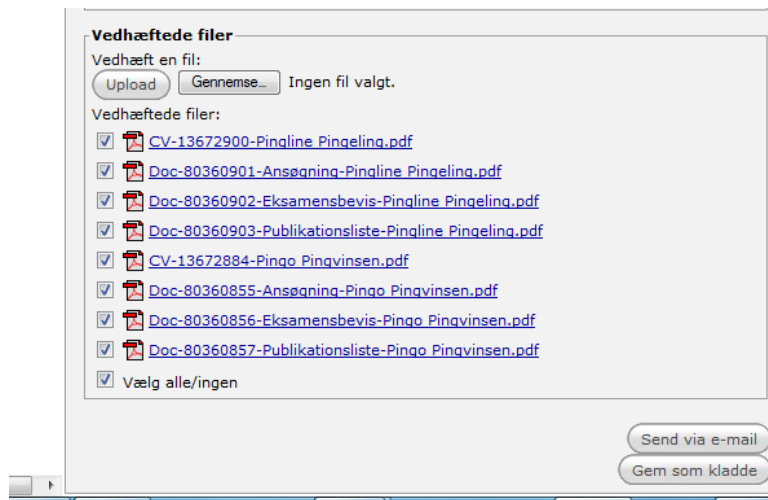 Vedhæftede filer
Vedhæft en fil:
Upload Gennemse... Ingen fil valgt.
Vedhæftede filer:
CV-13672900-Pingline Pingeling.pdf
Doc-80360901-Ansøgning-Pingline Pingeling.pdf
Doc-80360902-Eksamensbevis-Pingline Pingeling.pdf
Doc-80360903-Publikationsliste-Pingline Pingeling.pdf
CV-13672884-Pingo Pingvinsen.pdf
Doc-80360855-Ansøgning-Pingo Pingvinsen.pdf
Doc-80360856-Eksamensbevis-Pingo Pingvinsen.pdf
Doc-80360857-Publikationsliste-Pingo Pingvinsen.pdf
Vælg alle/ingen
Send via e-mail
Gem som kladde